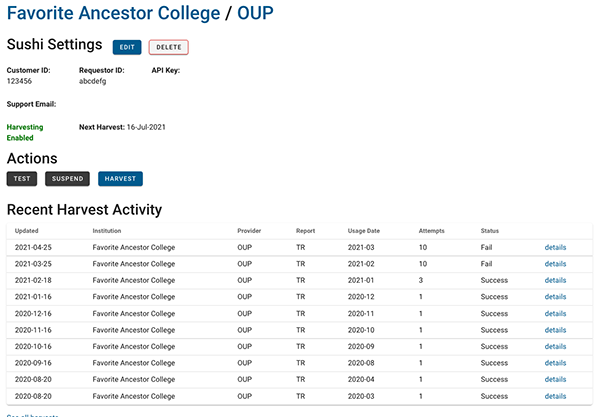 Favorite Ancestor College / OUP
Sushi Settings EDIT DELETE
Customer ID: Requestor ID: API Key:
123456 abcdefg
Support Email:
Harvesting Enabled Next Harvest: 16-Jul-2021
Actions
TEST SUSPEND HARVEST
Recent Harvest Activity
Updated Institution Provider Report Usage Date Attempts Status
2021-04-25 Favorite Ancestor College OUP TR 2021-03 10 Fail details
2021-03-25 Favorite Ancestor College OUP TR 2021-02 10 Fail details
2021-02-18 Favorite Ancestor College OUP TR 2021-01 3 Success details
2021-01-16 Favorite Ancestor College OUP TR 2020-12 1 Success details
2020-12-16 Favorite Ancestor College OUP TR 2020-11 1 Success details
2020-11-16 Favorite Ancestor College OUP TR 2020-10 1 Success details
2020-10-16 Favorite Ancestor College OUP TR 2020-09 1 Success details
2020-09-16 Favorite Ancestor College OUP TR 2020-08 1 Success details
2020-08-20 Favorite Ancestor College OUP TR 2020-04 1 Success details
2020-08-20 Favorite Ancestor College OUP TR 2020-03 1 Success details
See all harvests